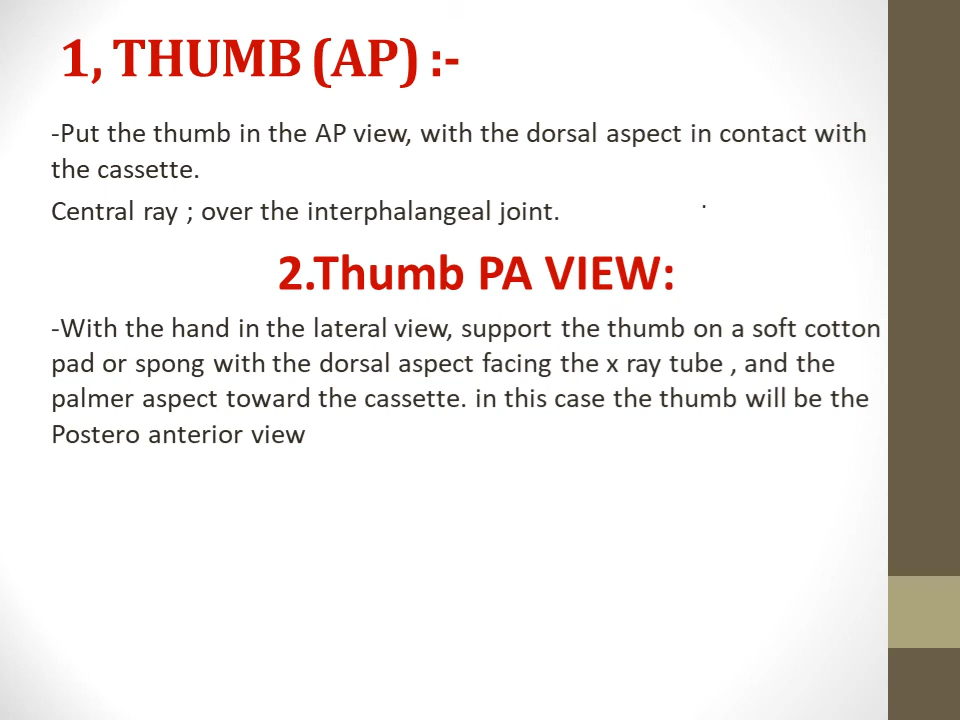 1, THUMB (AP) :-
-Put the thumb in the AP view, with the dorsal aspect in contact with
the cassette.
Central ray ; over the interphalangeal joint.
.
2.Thumb PA VIEW:
-With the hand in the lateral view, support the thumb on a soft cotton
pad or spong with the dorsal aspect facing the x ray tube , and the
palmer aspect toward the cassette. in this case the thumb will be the
Postero anterior view